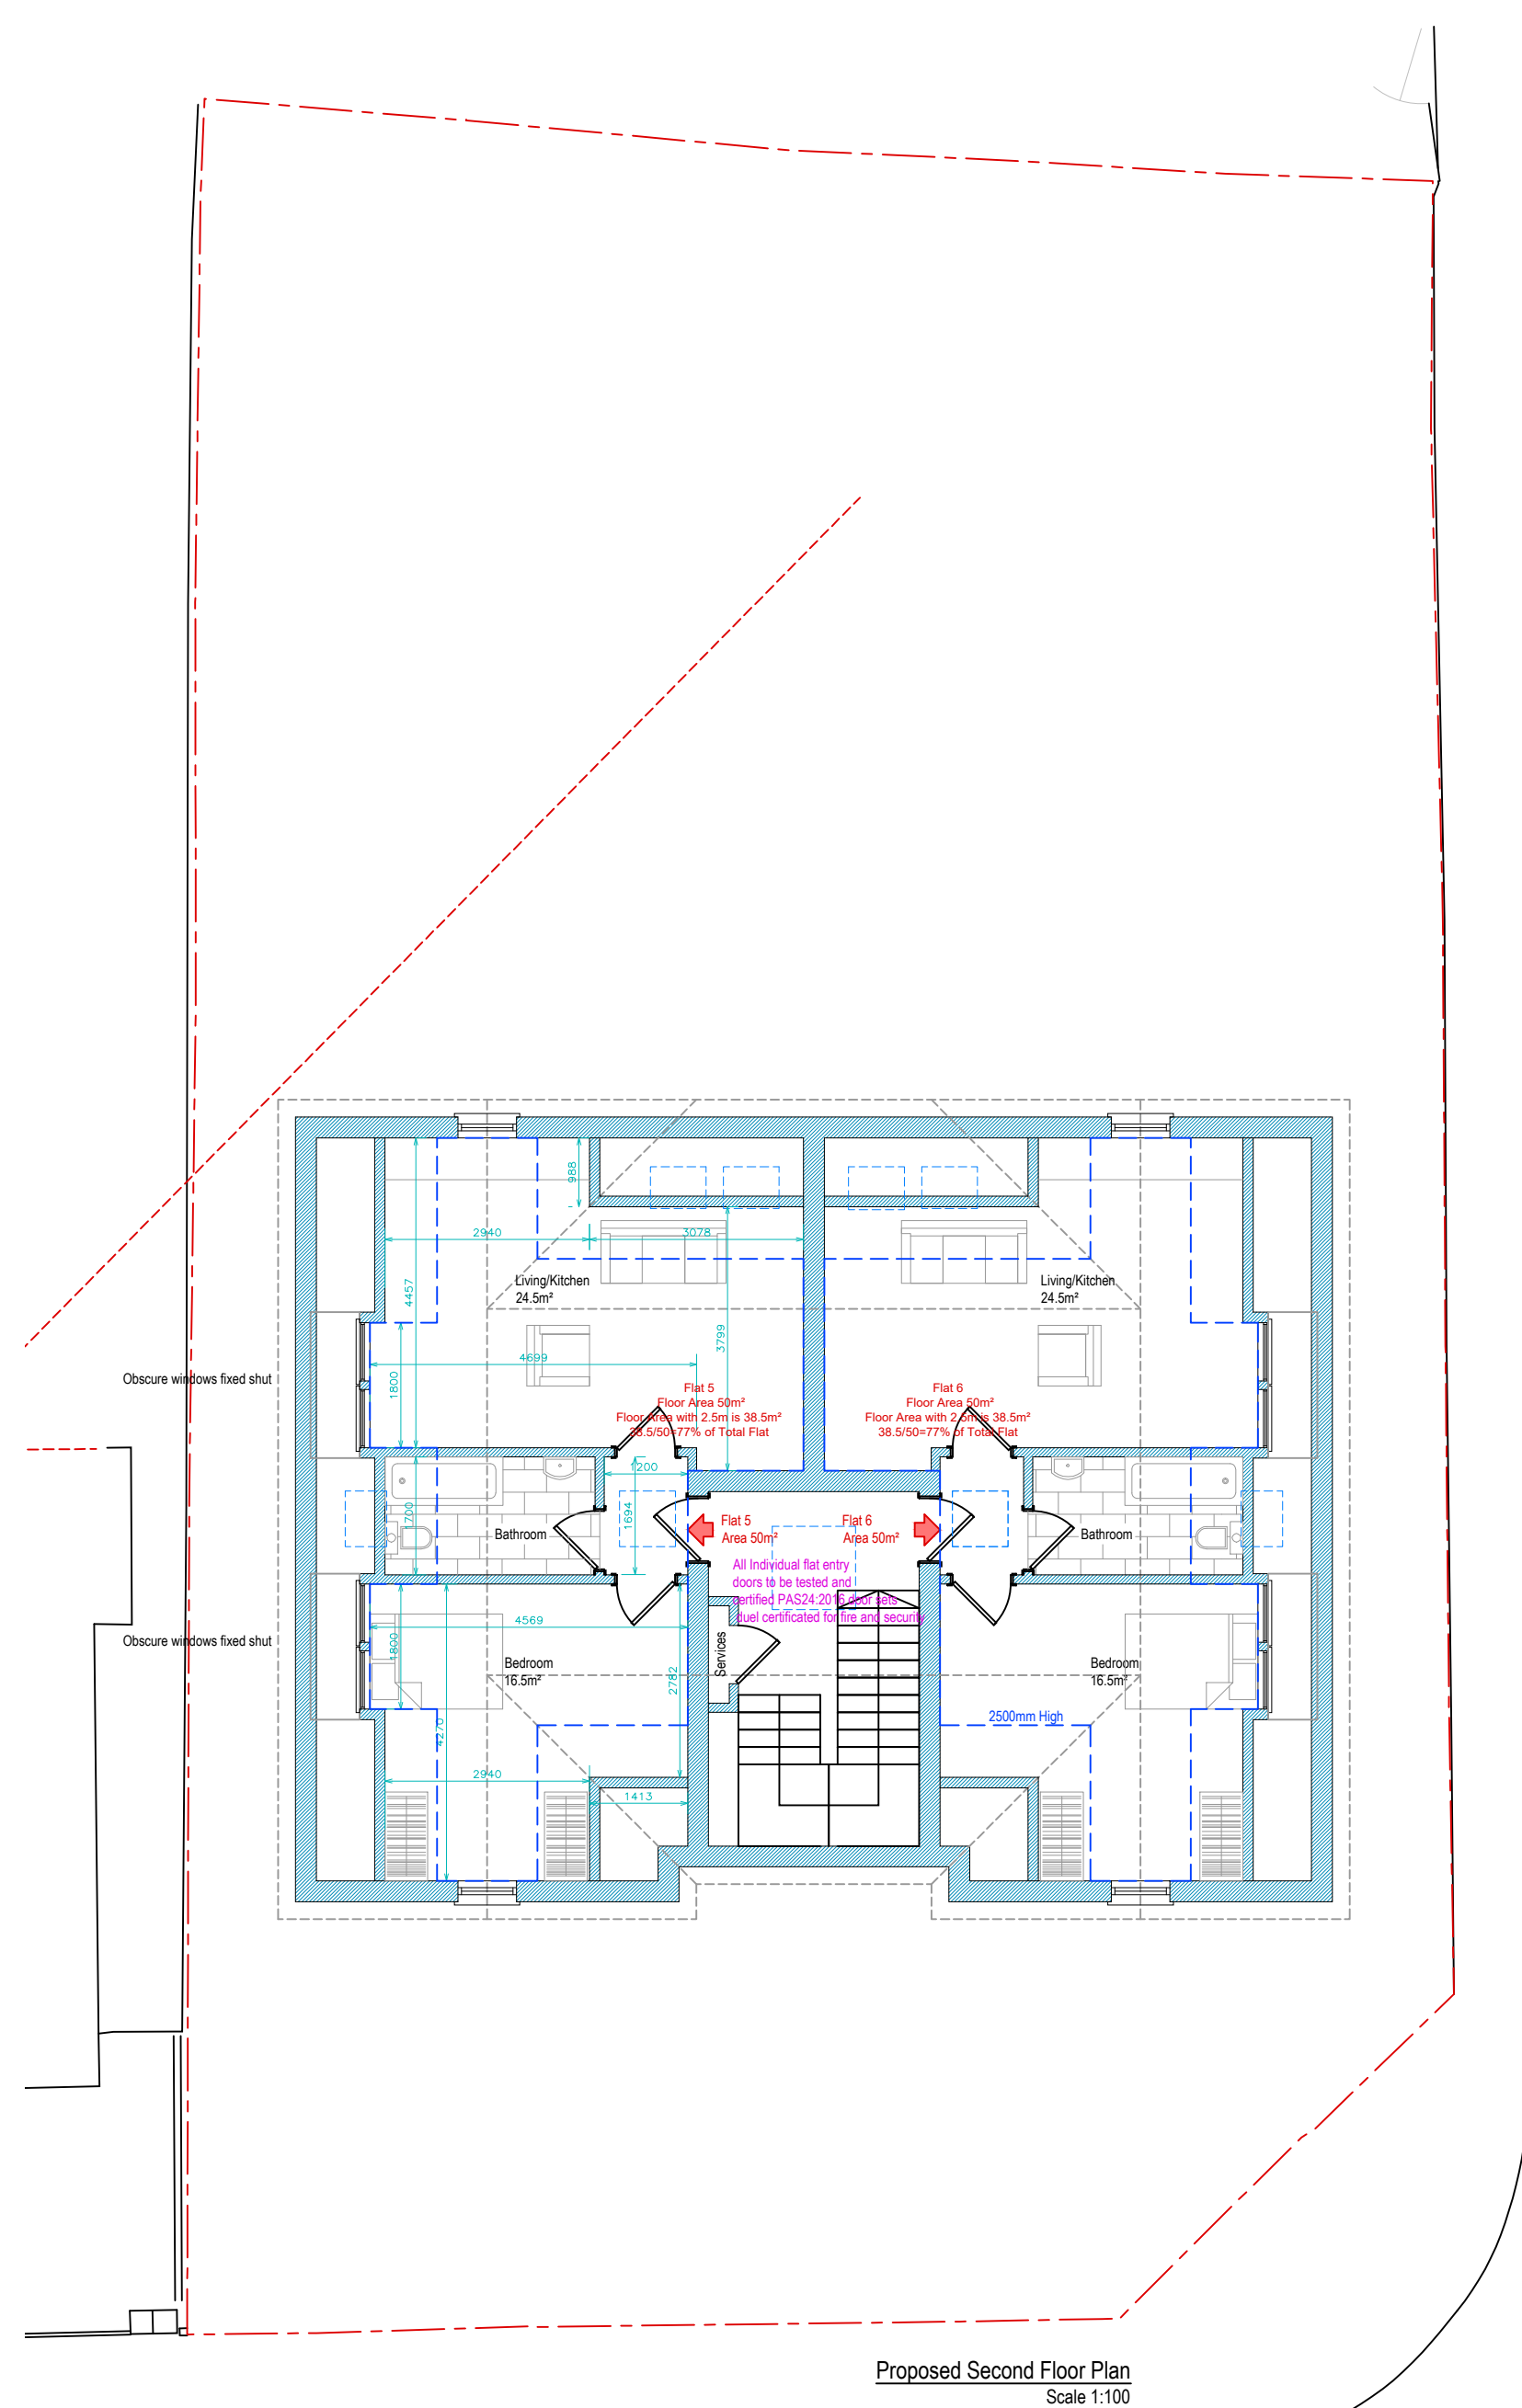 988
2940
3078
4457
Living/Kitchen
24.5m²
Living/Kitchen
24.5m²
3799
4699
1800
Obscure windows fixed shut
Flat 5
Floor Area 50m²
Floor Area with 2.5m is 38.5m²
38.5/50=77% of Total Flat
Flat 6
Floor Area 50m²
Floor Area with 2.5m is 38.5m²
38.5/50=77% of Total Flat
1200
1700
1694
Bathroom
Flat 5
Area 50m²
Flat 6
Area 50m²
Bathroom
All Individual flat entry
doors to be tested and
certified PAS24:2016 door sets
duel certificated for fire and security
4569
1800
Obscure windows fixed shut
Services
Bedroom
16.5m²
2782
Bedroom
16.5m²
2500mm High
4270
2940
1413
Proposed Second Floor Plan
Scale 1:100